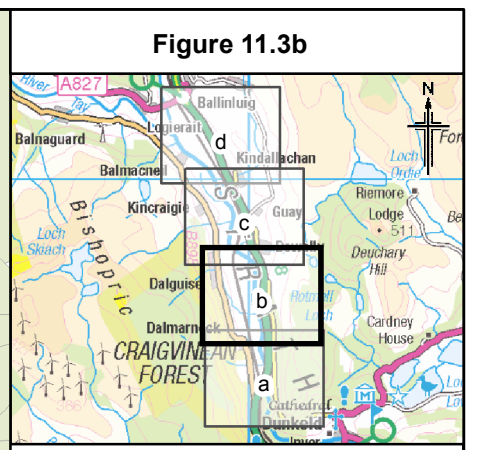 Figure 11.3b
River
Tay
A827
Ballinluig
N
Balnaguard
Logierait
d
Balmacneil
Kindallachan
Loch
Ordie
Riemore
Lodge
Kincraigie
Guay
c
511
Loch
Skiach
Bishopric
Deuchary
Hill
Dalguise
b
Rotmell
Loch
Dalmarnock
Cardney
House
CRAIGVINEAN
FOREST
a
T
H
Cathedral
Dunkeld
Inver